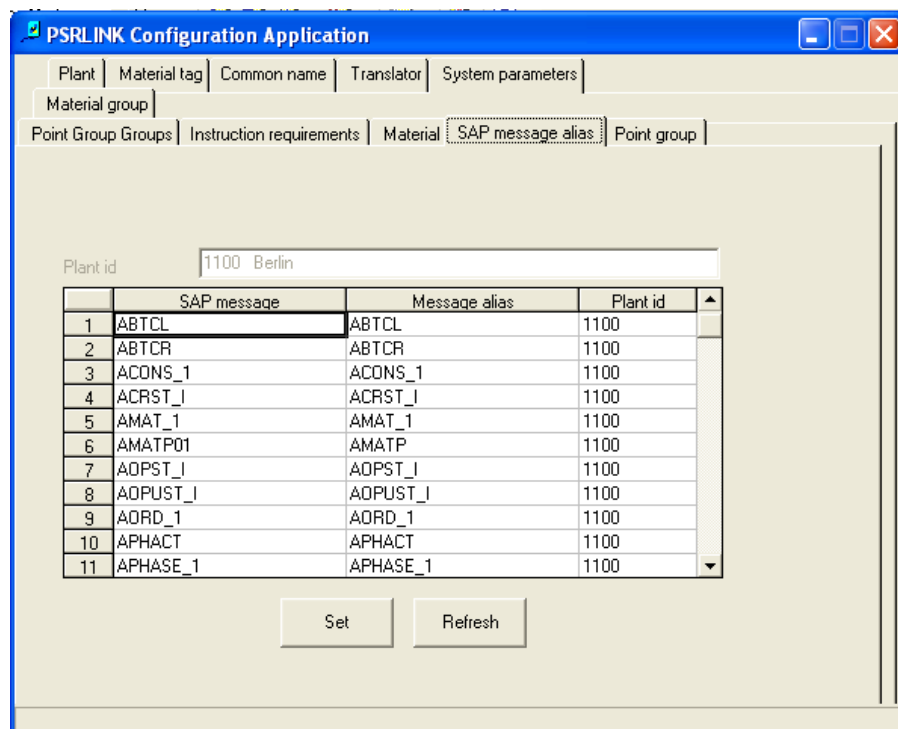 PSRLINK Configuration Application
Plant Material tag Common name Translator System parameters
Material group
Point Group Groups Instruction requirements Material SAP message alias Point group
Plant id 1100 Berlin
SAP message Message alias Plant id
1 ABTCL ABTCL 1100
2 ABTCR ABTCR 1100
3 ACONS_1 ACONS_1 1100
4 ACRST_I ACRST_I 1100
5 AMAT_1 AMAT_1 1100
6 AMATP01 AMATP 1100
7 AOPST_I AOPST_I 1100
8 AOPUST_I AOPUST_I 1100
9 AORD_1 AORD_1 1100
10 APHACT APHACT 1100
11 APHASE_1 APHASE_1 1100
Set Refresh